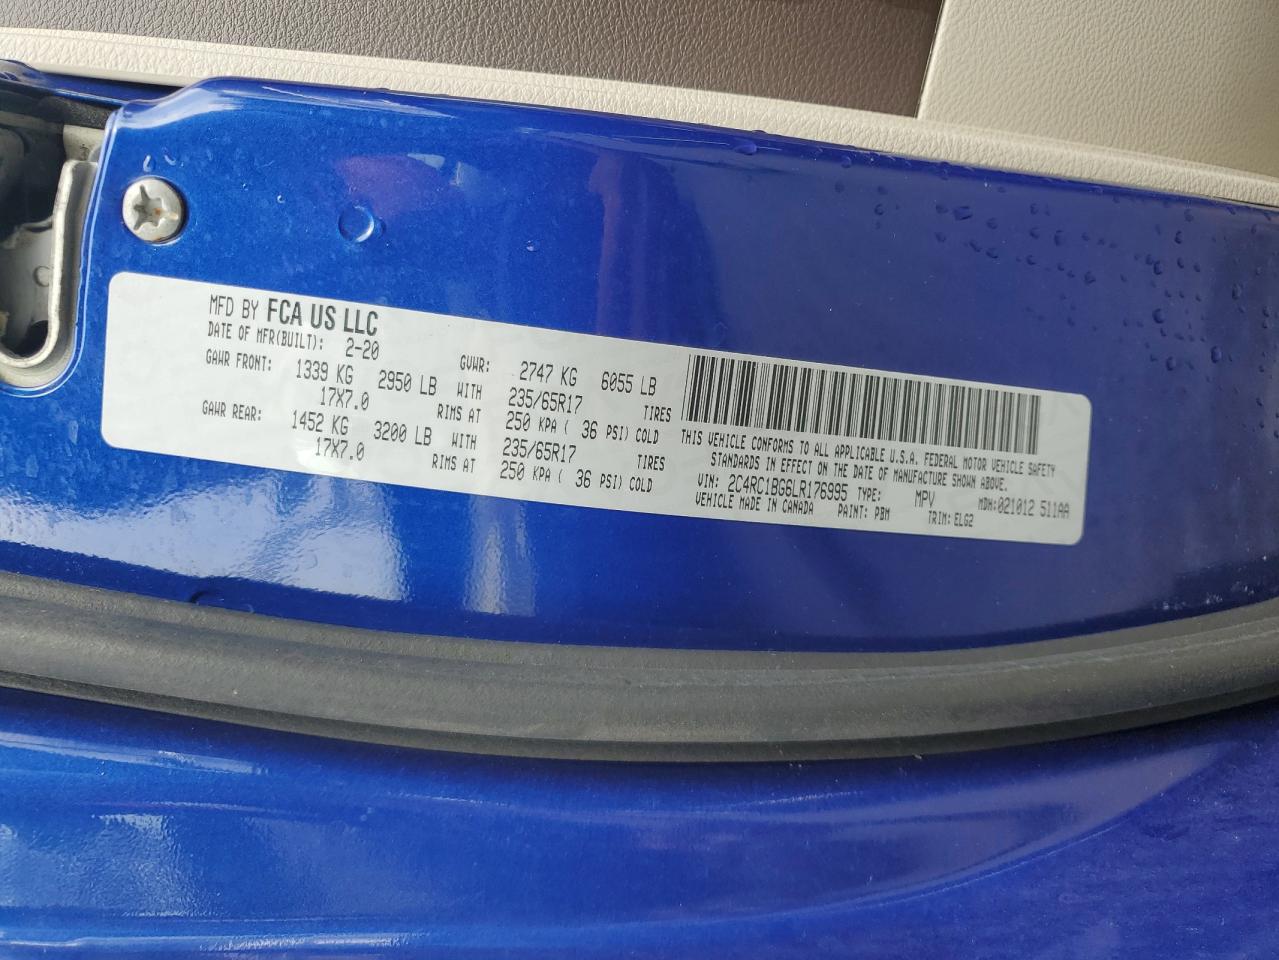 MFD BY FCA US LLC
DATE OF MFR(BUILT): 2-20 GVWR: 2747 KG 6055 LB
GAWR FRONT: 1339 KG 2950 LB WITH 235/65R17 TIRES
17X7.0 RIMS AT 250 KPA ( 36 PSI) COLD
GAWR REAR: 1452 KG 3200 LB WITH 235/65R17 TIRES
17X7.0 RIMS AT 250 KPA ( 36 PSI) COLD
THIS VEHICLE CONFORMS TO ALL APPLICABLE U.S.A. FEDERAL MOTOR VEHICLE SAFETY
STANDARDS IN EFFECT ON THE DATE OF MANUFACTURE SHOWN ABOVE.
VIN: 2C4RC1BG6LR176995 TYPE: MPV MDH:021012 511AA
VEHICLE MADE IN CANADA PAINT: PBM TRIM: ELG2